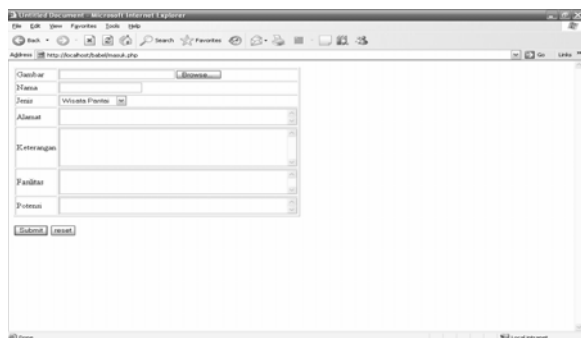 Untitled Document - Microsoft Internet Explorer
File Edit View Favorites Tools Help
Back Search Favorites
Address http://localhost/babel/masuk.php Go Links
Gambar Browse...
Nama
Jenis Wisata Pantai
Alamat
Keterangan
Fasilitas
Potensi
Submit reset
Done Local intranet